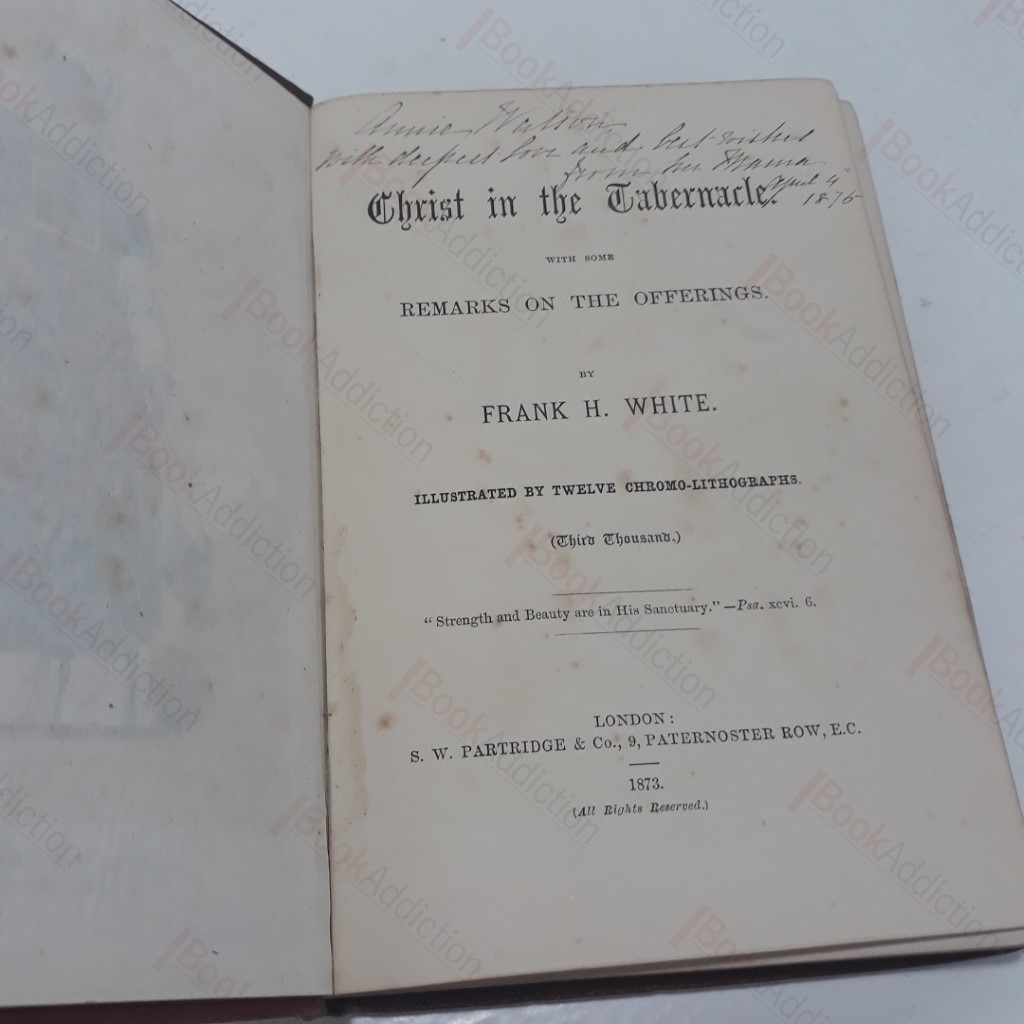 Annie Watson
with deepest love and best wishes
from her Mama
April 4
1876
Christ in the Tabernacle.
WITH SOME
REMARKS ON THE OFFERINGS.
BY
FRANK H. WHITE.
ILLUSTRATED BY TWELVE CHROMO-LITHOGRAPHS.
(Third Thousand.)
"Strength and Beauty are in His Sanctuary."—Psa. xcvi. 6.
LONDON:
S. W. PARTRIDGE & Co., 9, PATERNOSTER ROW, E.C.
1873.
(All Rights Reserved.)
BookAddiction